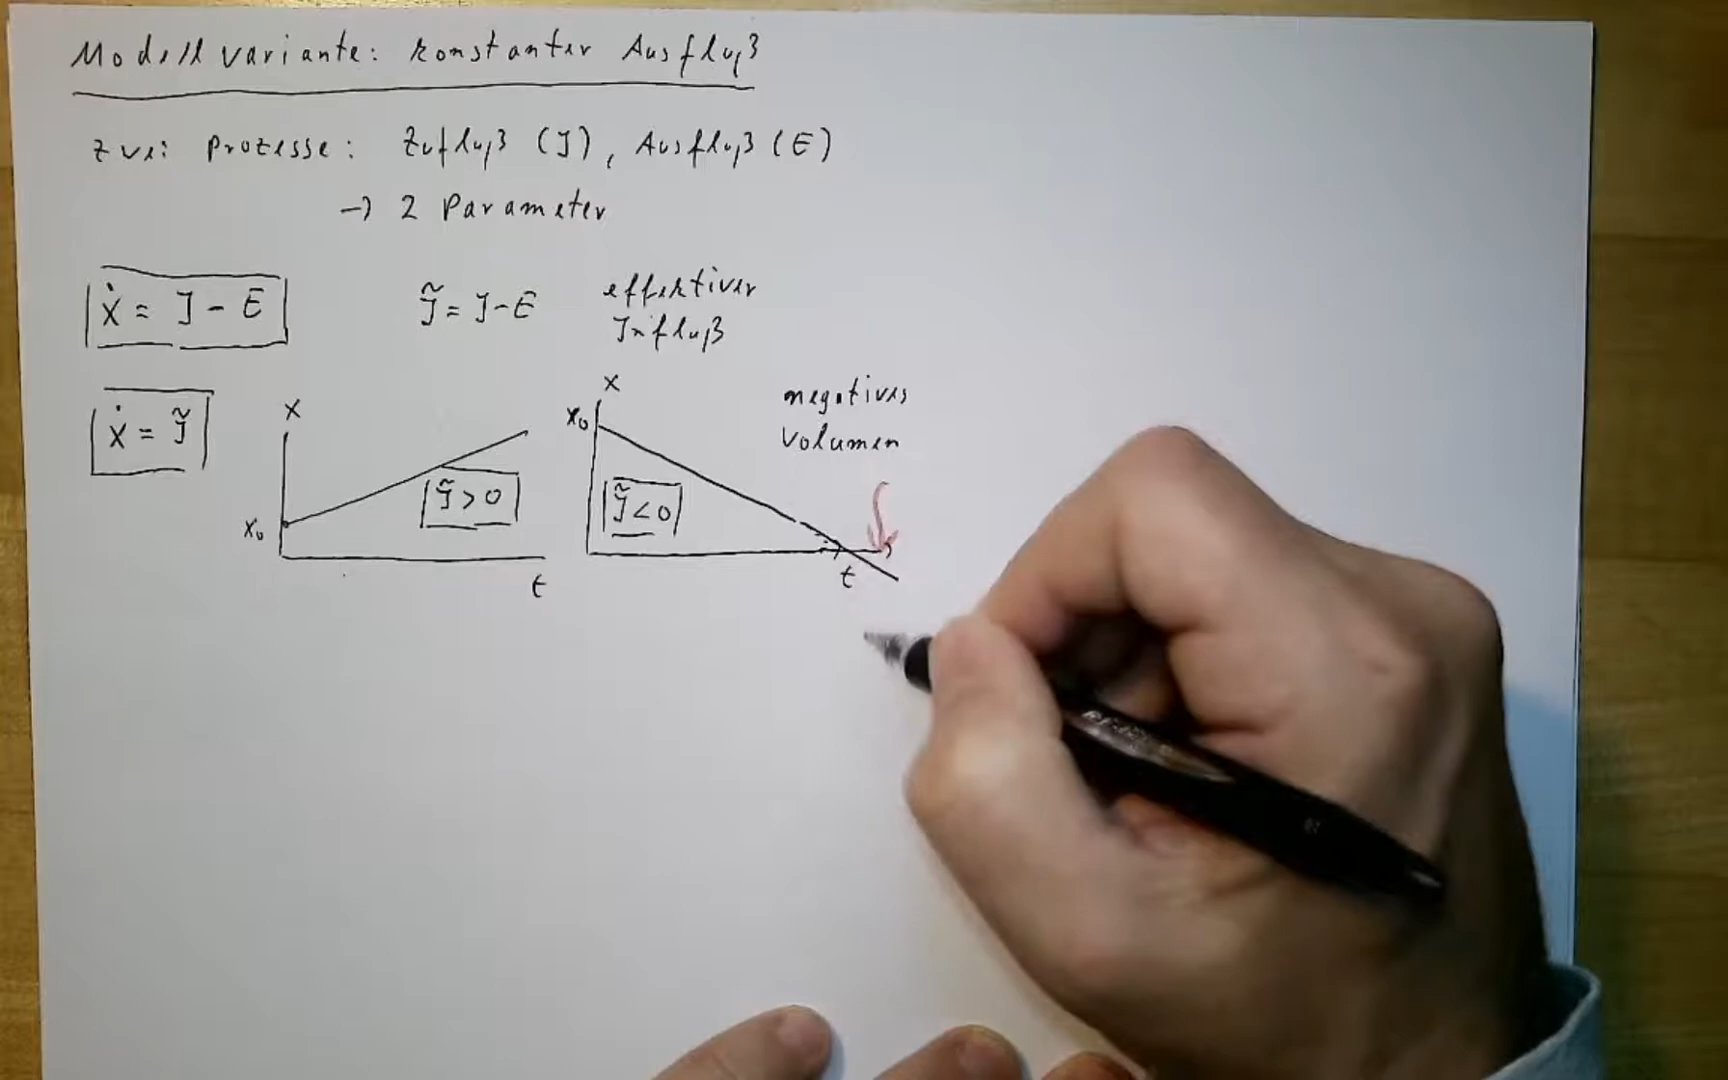 Modellvariante: konstanter Ausfluß
zwei Prozesse: Zufluß (J), Ausfluß (E)
→ 2 Parameter
ẋ = J - E
J̃ = J - E
effektiver
Influß
ẋ = J̃
x
x₀
J̃ > 0
t
x
x₀
J̃ < 0
t
negatives
Volumen